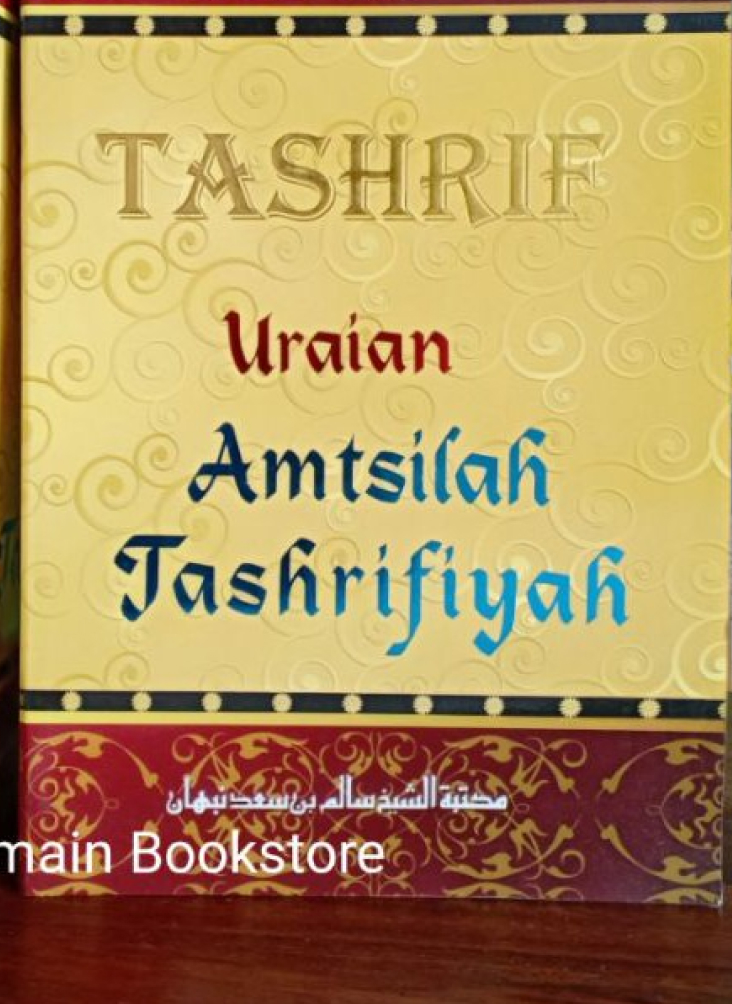 TASHRIF
Uraian
Amtsilah
Tashrifiyah
مكتبة الشيخ سالم بن سعد نبهان
main Bookstore